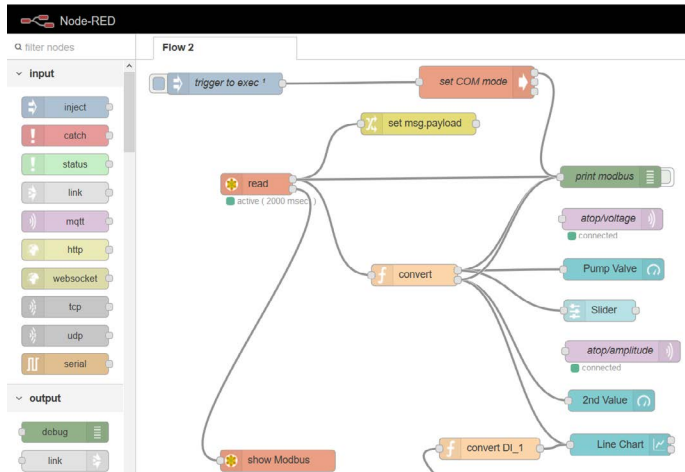 Node-RED
filter nodes
Flow 2
input
inject
catch
status
link
mqtt
http
websocket
tcp
udp
serial
output
debug
link
trigger to exec ¹
set COM mode
set msg.payload
read
active ( 2000 msec. )
print modbus
atop/voltage
connected
convert
Pump Valve
Slider
atop/amplitude
connected
2nd Value
convert DI_1
Line Chart
show Modbus